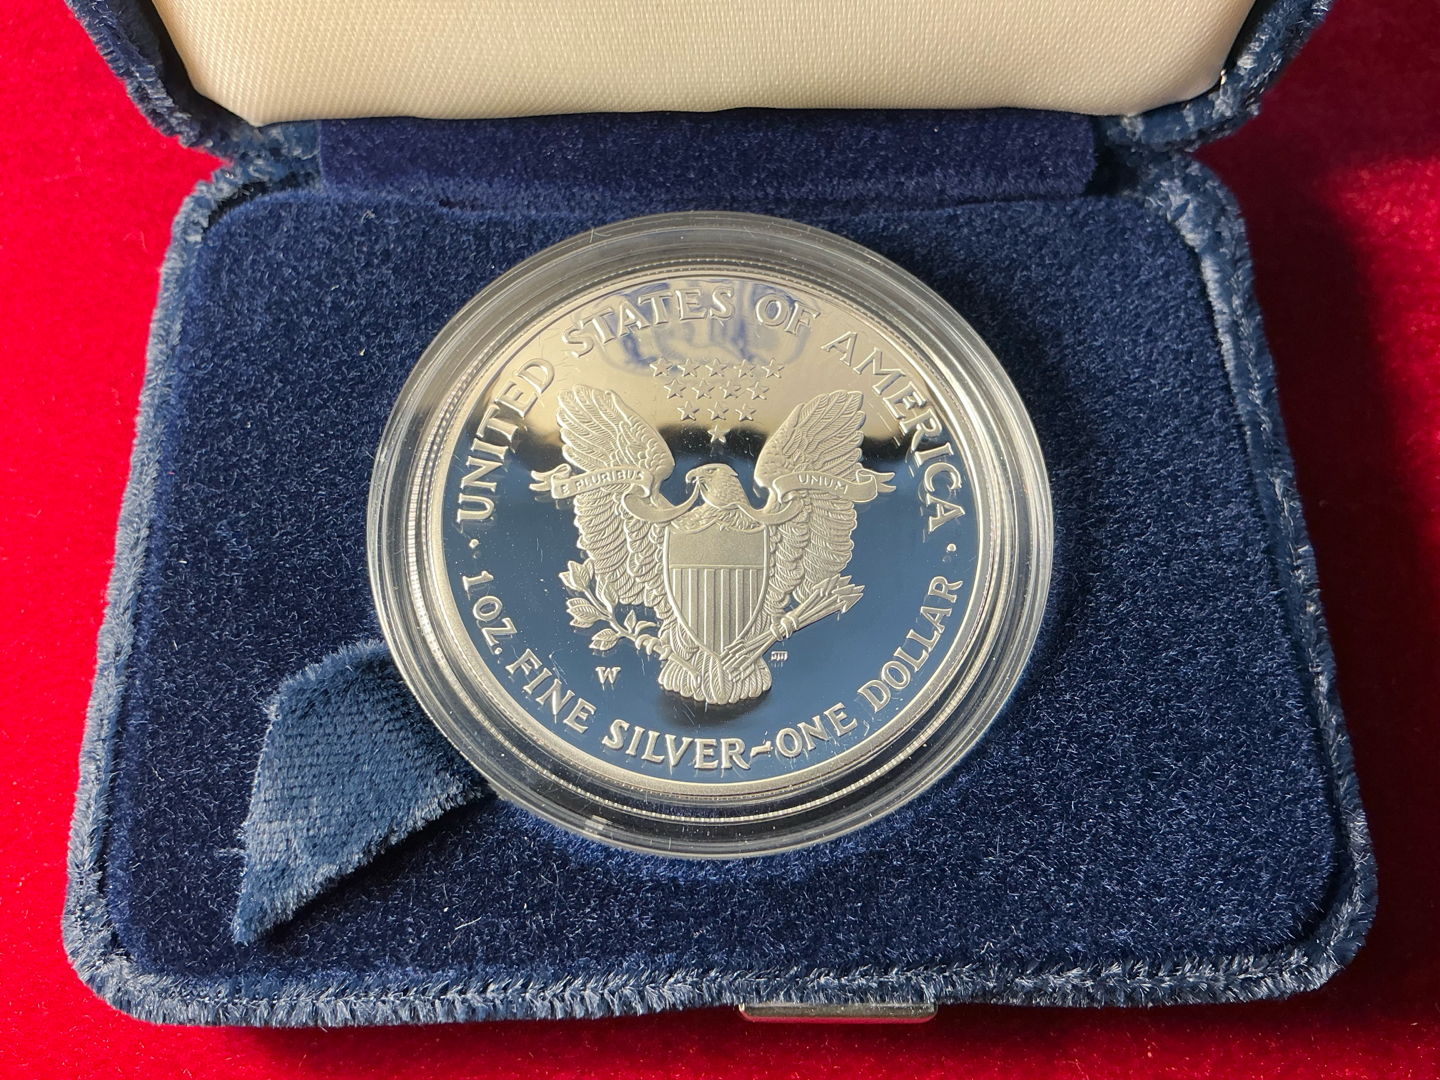 UNITED STATES OF AMERICA
E PLURIBUS UNUM
W
· 1 OZ. FINE SILVER~ONE DOLLAR ·